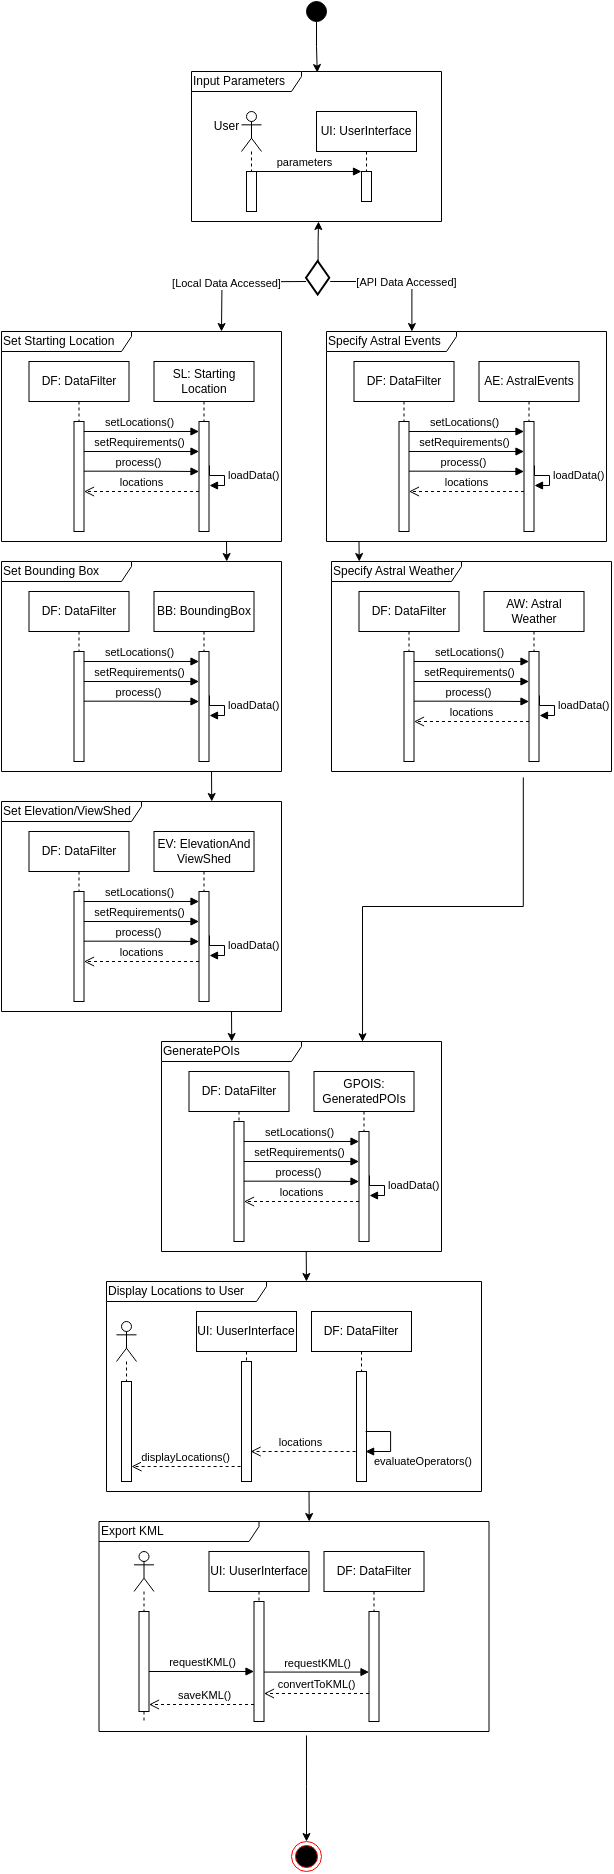 Input Parameters
User
UI: UserInterface
parameters
[Local Data Accessed]
[API Data Accessed]
Set Starting Location
DF: DataFilter
SL: Starting
Location
setLocations()
setRequirements()
process()
loadData()
locations
Specify Astral Events
DF: DataFilter
AE: AstralEvents
setLocations()
setRequirements()
process()
loadData()
locations
Set Bounding Box
DF: DataFilter
BB: BoundingBox
setLocations()
setRequirements()
process()
loadData()
Specify Astral Weather
DF: DataFilter
AW: Astral
Weather
setLocations()
setRequirements()
process()
loadData()
locations
Set Elevation/ViewShed
DF: DataFilter
EV: ElevationAnd
ViewShed
setLocations()
setRequirements()
process()
loadData()
locations
GeneratePOIs
DF: DataFilter
GPOIS:
GeneratedPOIs
setLocations()
setRequirements()
process()
loadData()
locations
Display Locations to User
UI: UuserInterface
DF: DataFilter
locations
displayLocations()
evaluateOperators()
Export KML
UI: UuserInterface
DF: DataFilter
requestKML()
requestKML()
convertToKML()
saveKML()